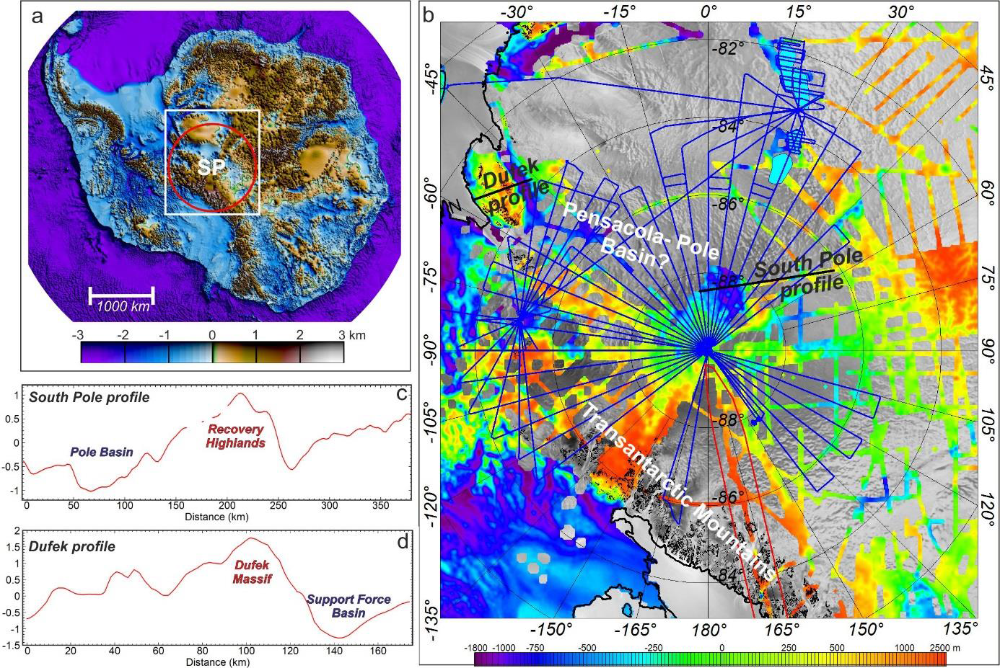 a
SP
1000 km
-3 -2 -1 0 1 2 3 km
b
-30° -15° 0° 15° 30°
-45°
45°
-60°
60°
-75°
75°
-90°
90°
-105°
105°
-120°
120°
-135°
-150° -165° 180° 165° 150° 135°
-82°
-84°
-86°
-88°
-88°
-86°
-84°
Dufek
profile
N
Pensacola- Pole
Basin?
South Pole
profile
Transantarctic Mountains
-1800 -1000 -750 -500 -250 0 250 500 1000 2500 m
South Pole profile
c
1
0.5
0
-0.5
-1
Pole Basin
Recovery
HIghlands
0 50 100 150 200 250 300 350
Distance (km)
Dufek profile
d
2
1.5
1
0.5
0
-0.5
-1
-1.5
Dufek
Massif
Support Force
Basin
0 20 40 60 80 100 120 140 160
Distance (km)